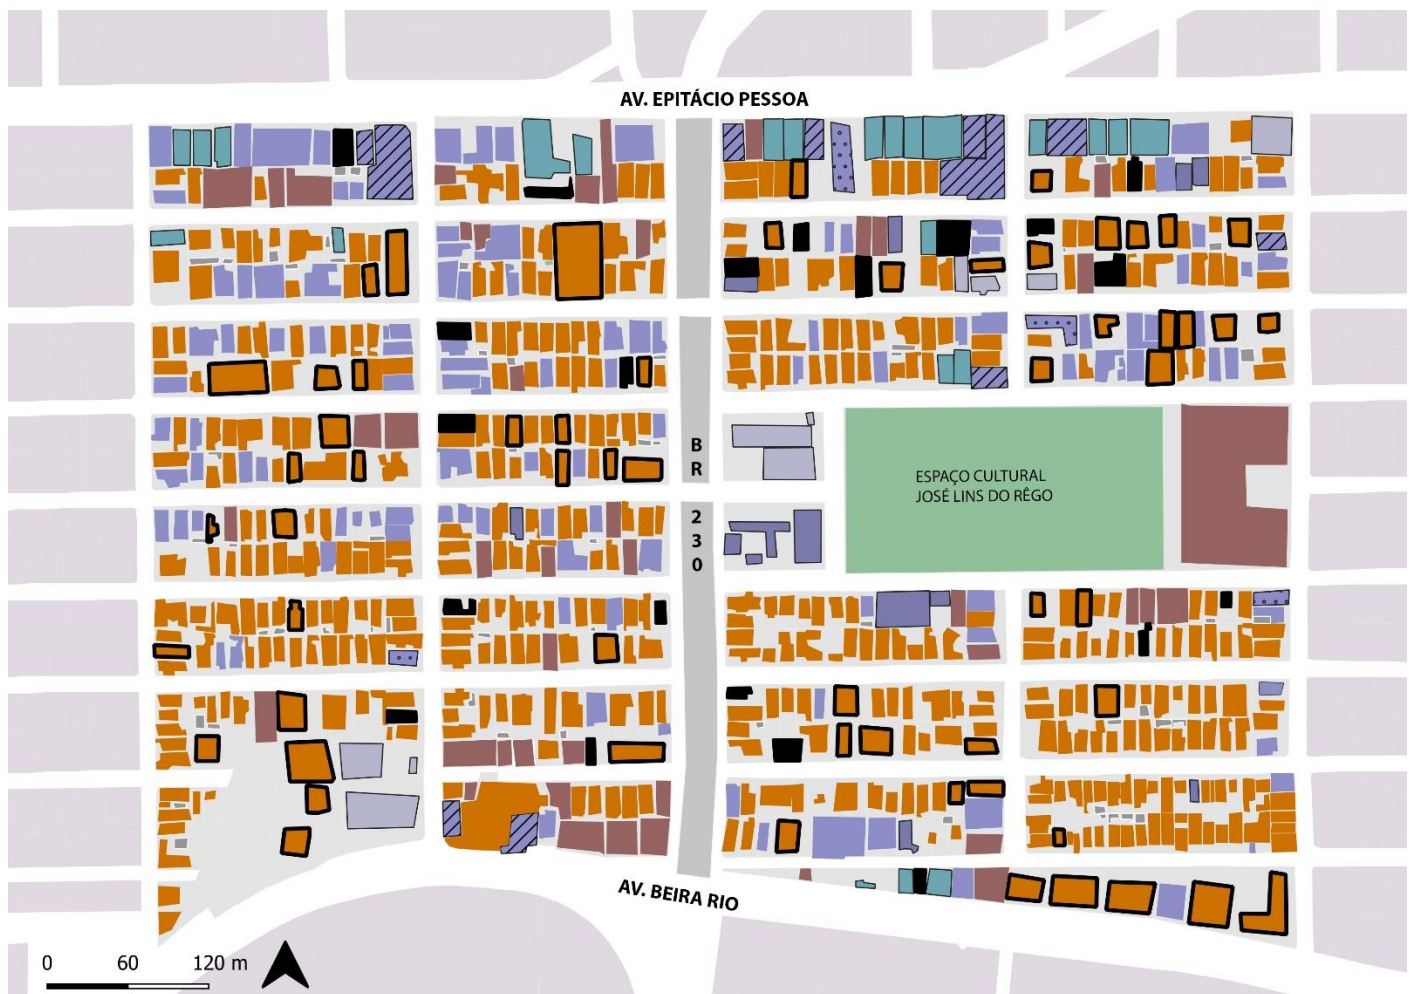 AV. EPITÁCIO PESSOA
B
R
2
3
0
ESPAÇO CULTURAL
JOSÉ LINS DO RÊGO
AV. BEIRA RIO
0 60 120 m